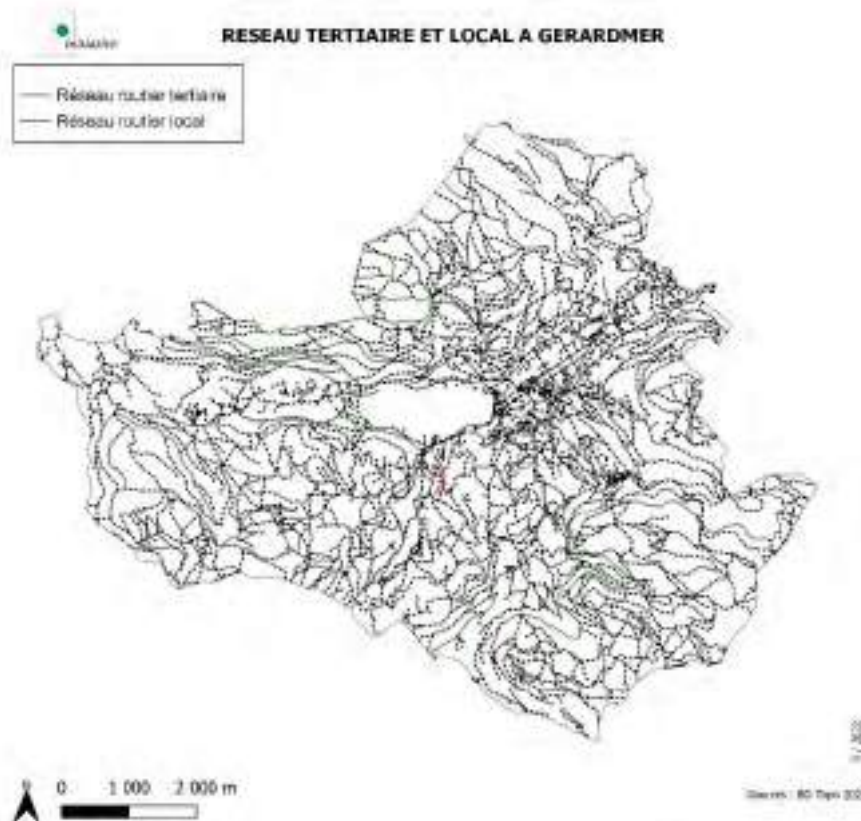 RESEAU TERTIAIRE ET LOCAL A GERARDMER
Réseau routier tertiaire
Réseau routier local
0 1 000 2 000 m